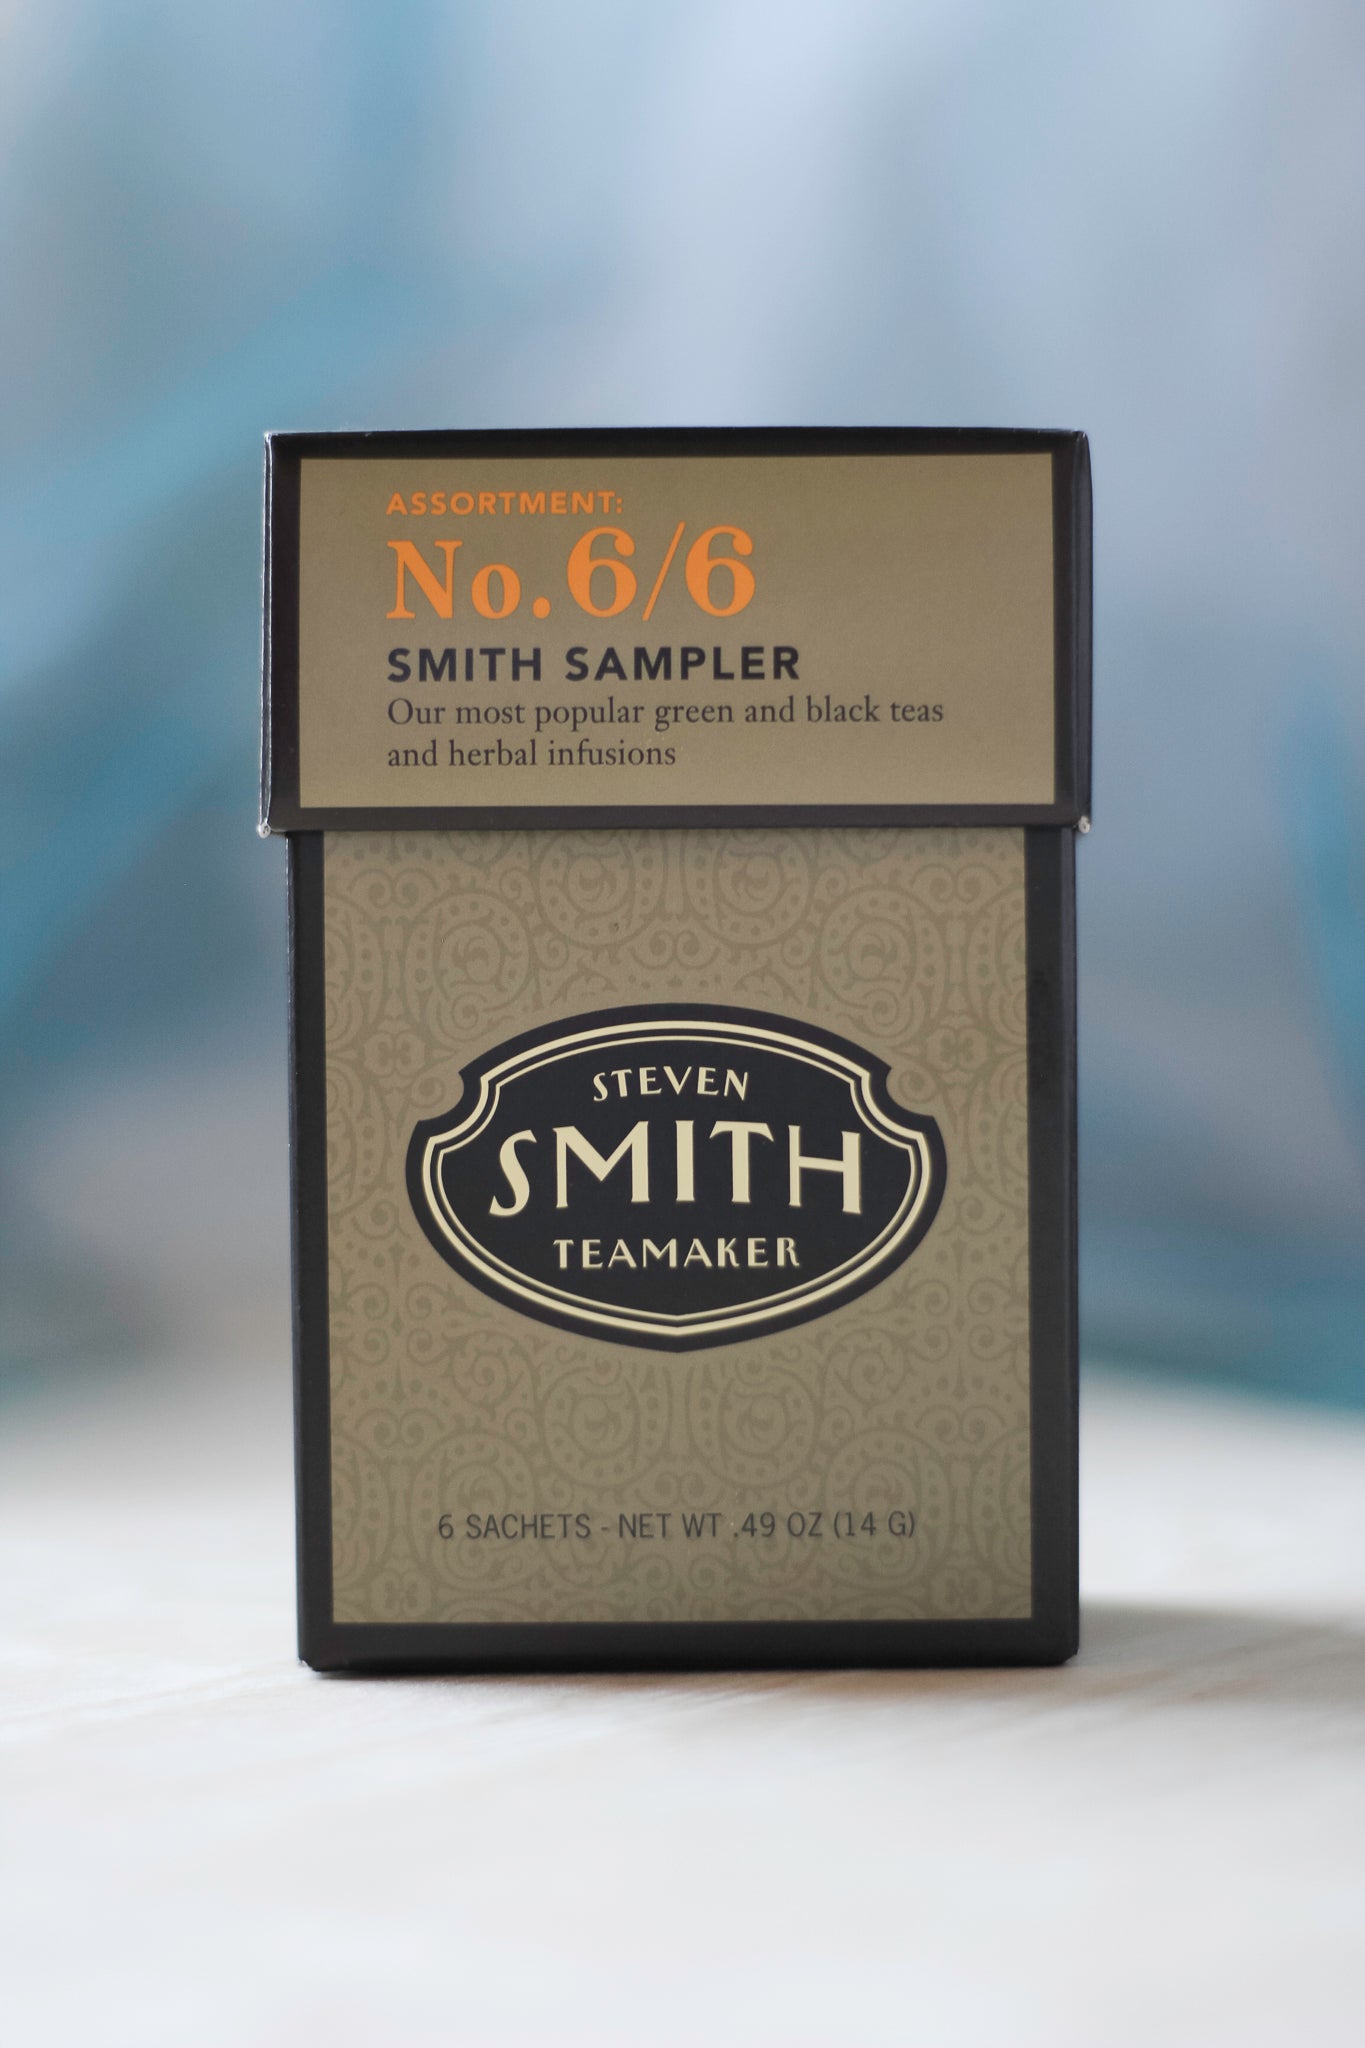 ASSORTMENT:
No. 6/6
SMITH SAMPLER
Our most popular green and black teas
and herbal infusions
STEVEN
SMITH
TEAMAKER
6 SACHETS - NET WT .49 OZ (14 G)